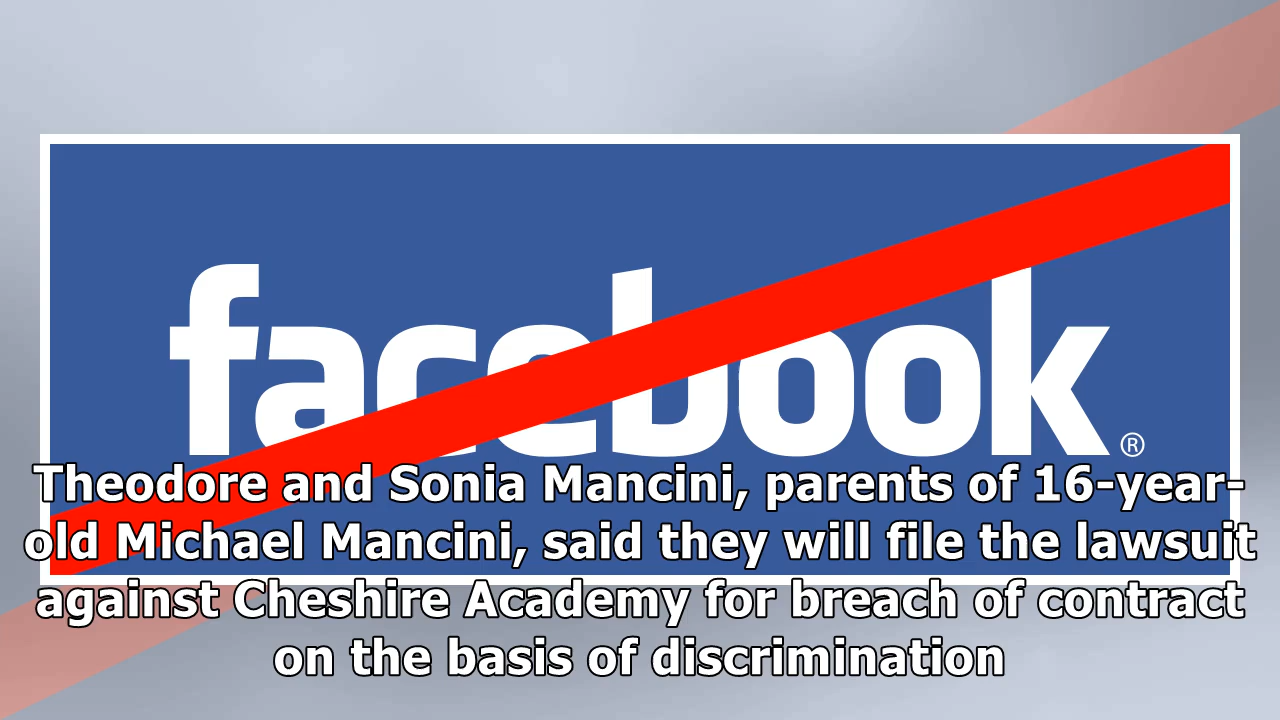 facebook®
Theodore and Sonia Mancini, parents of 16-year-
old Michael Mancini, said they will file the lawsuit
against Cheshire Academy for breach of contract
on the basis of discrimination